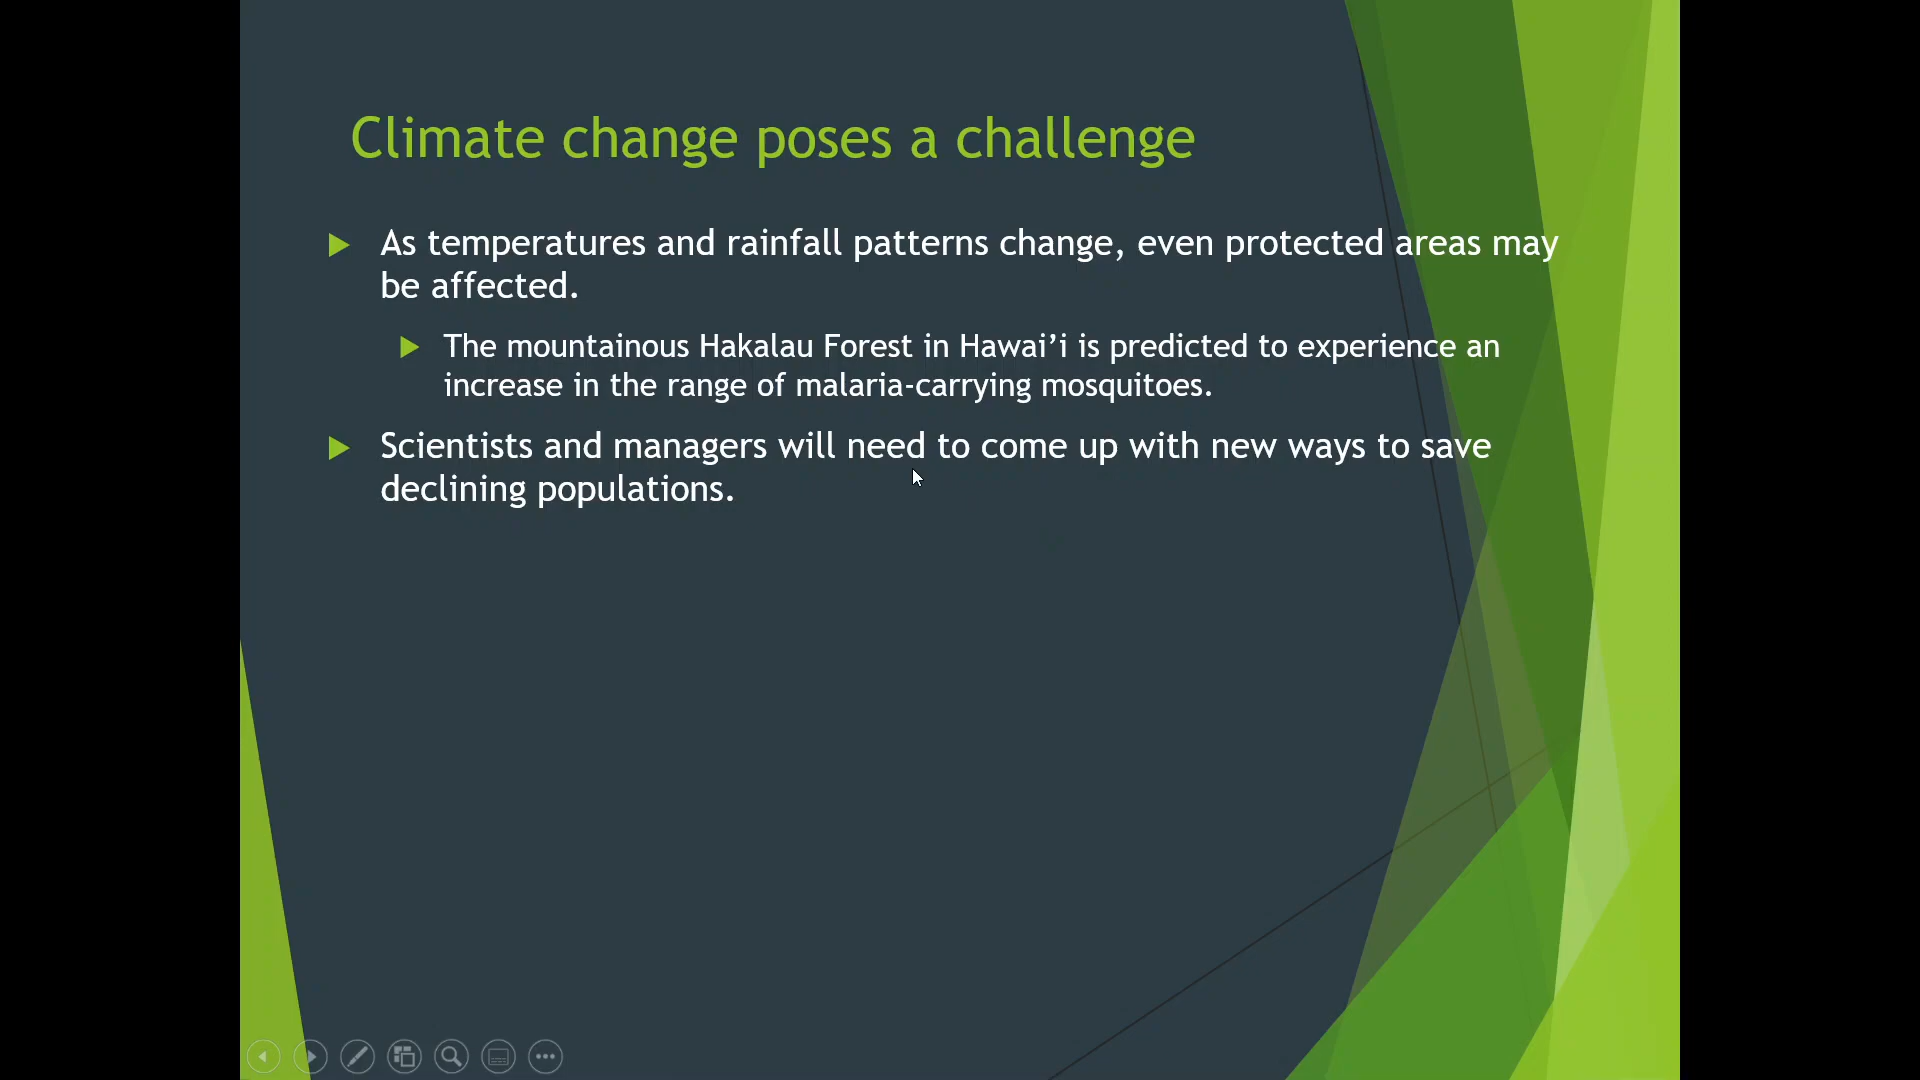 Climate change poses a challenge
As temperatures and rainfall patterns change, even protected areas may
be affected.
The mountainous Hakalau Forest in Hawai’i is predicted to experience an
increase in the range of malaria-carrying mosquitoes.
Scientists and managers will need to come up with new ways to save
declining populations.